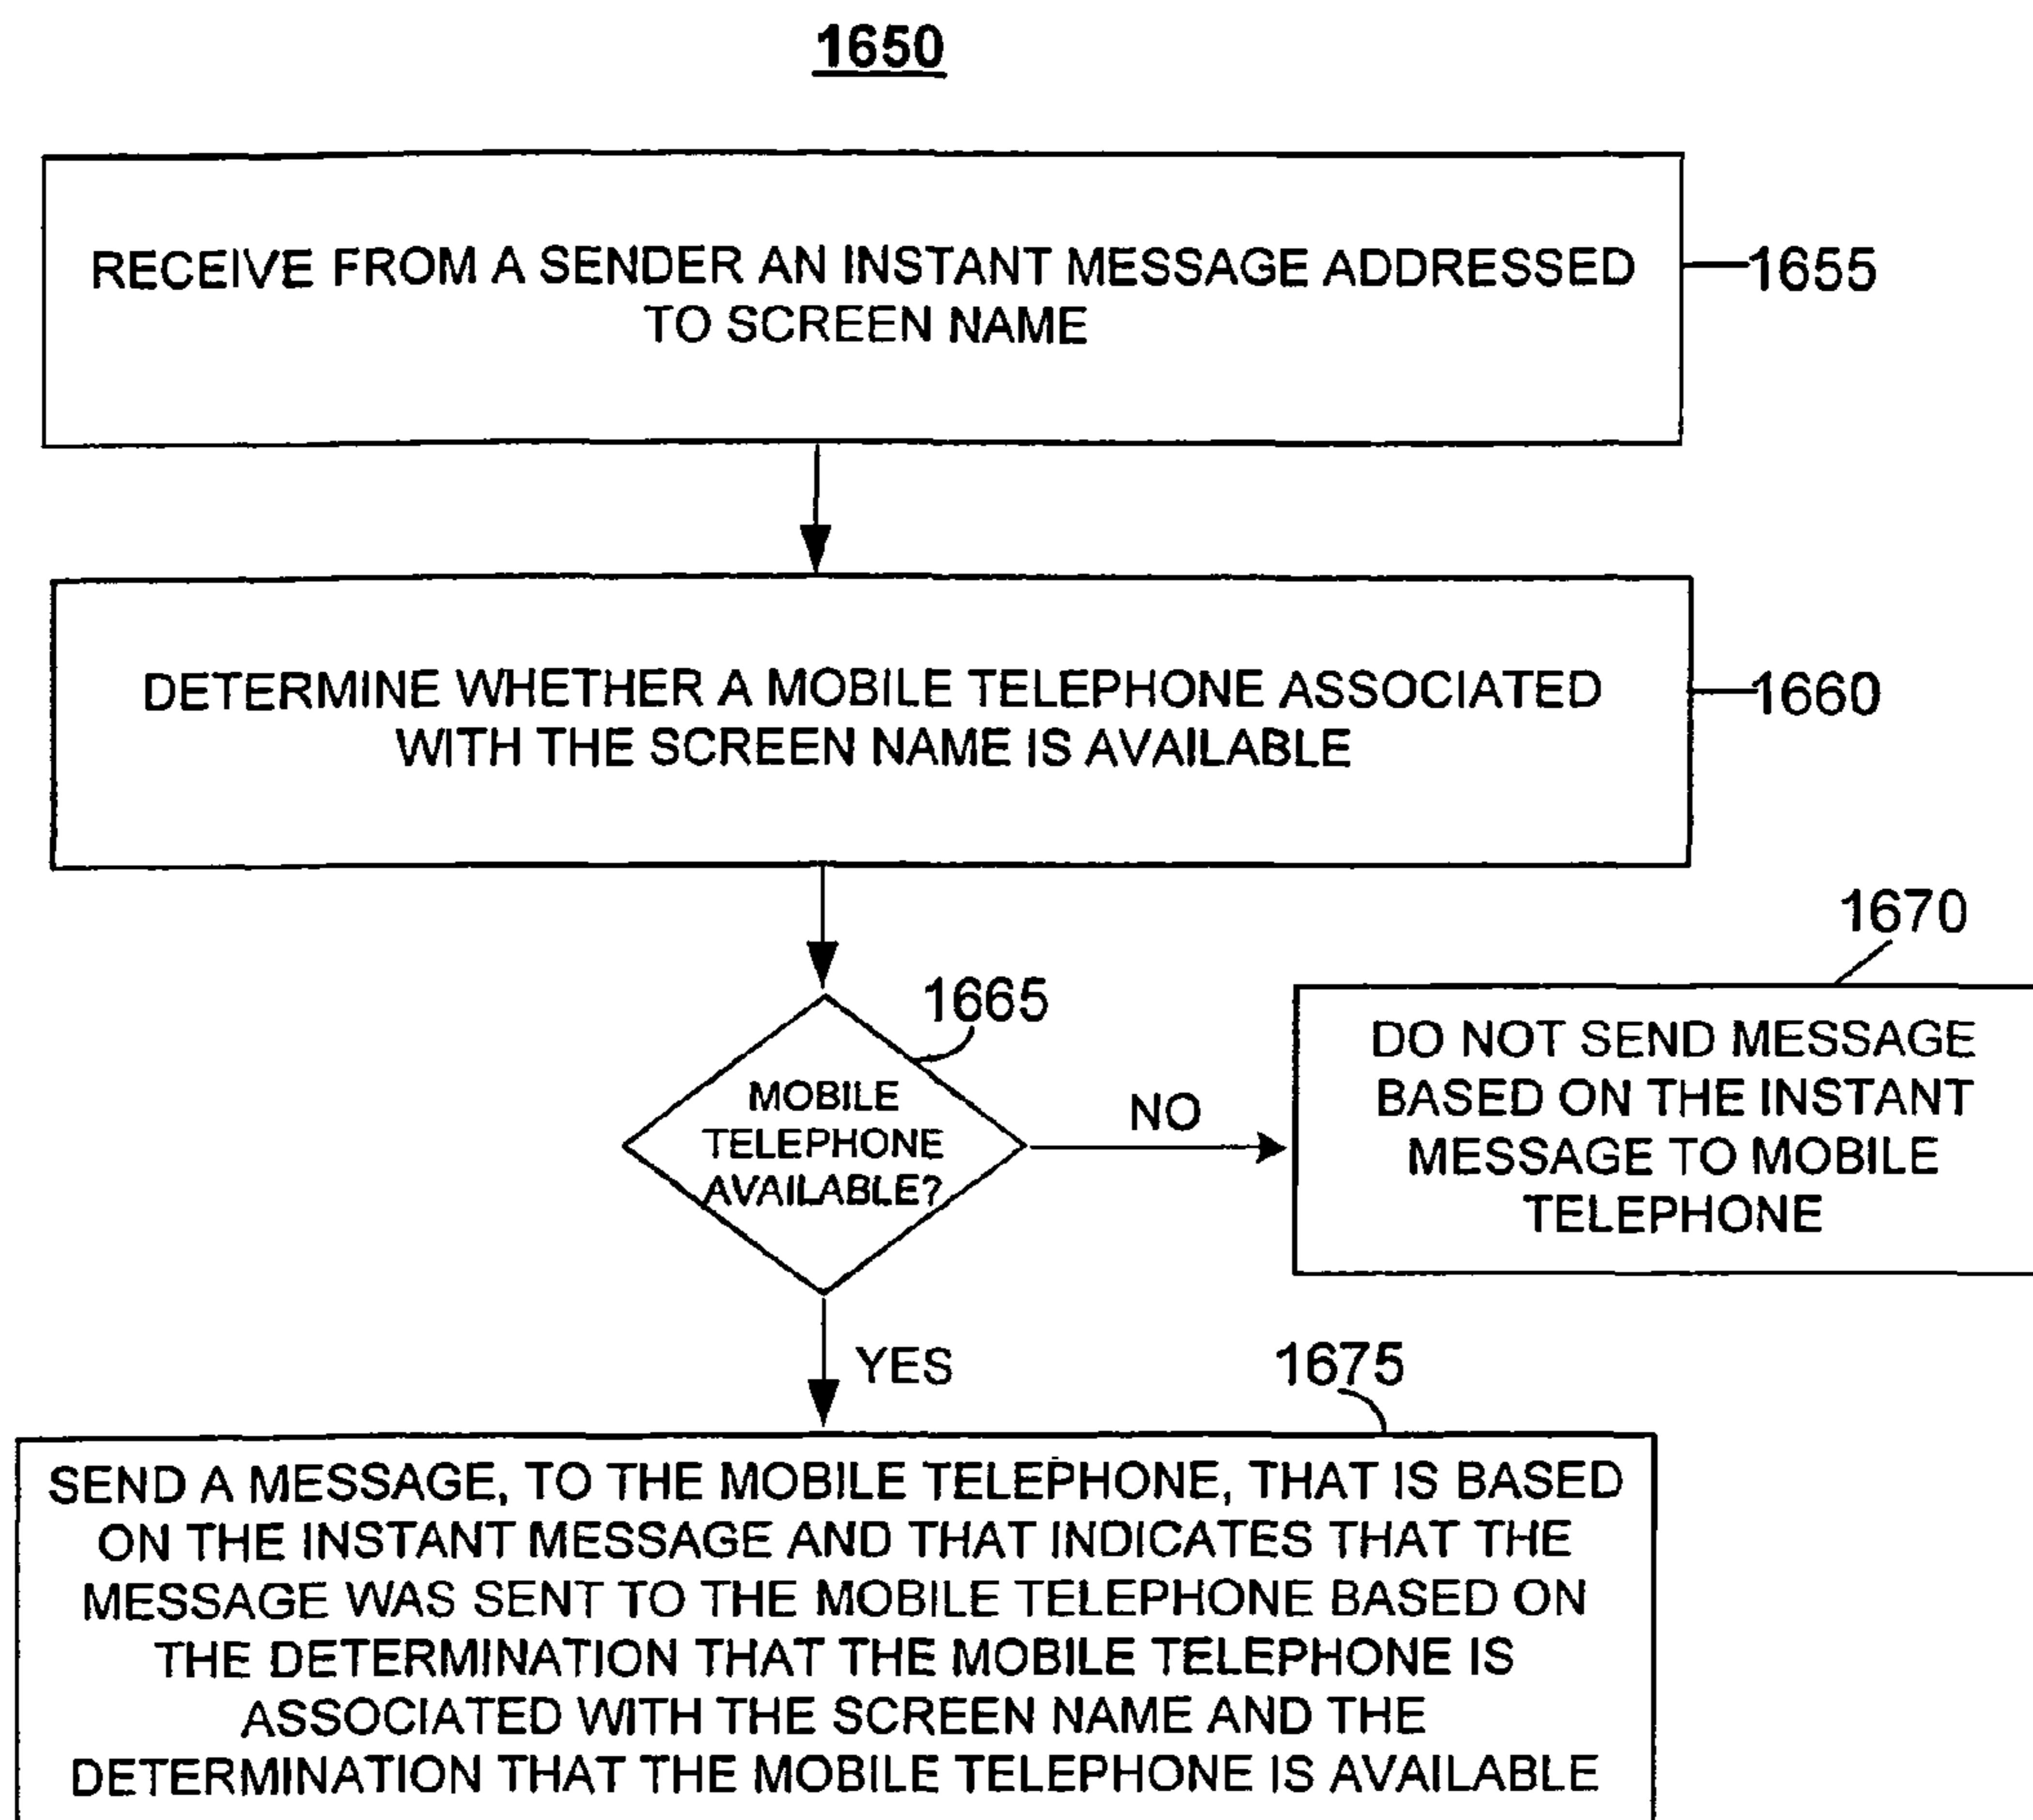 1650
RECEIVE FROM A SENDER AN INSTANT MESSAGE ADDRESSED
TO SCREEN NAME
1655
DETERMINE WHETHER A MOBILE TELEPHONE ASSOCIATED
WITH THE SCREEN NAME IS AVAILABLE
1660
1665
MOBILE
TELEPHONE
AVAILABLE?
NO
1670
DO NOT SEND MESSAGE
BASED ON THE INSTANT
MESSAGE TO MOBILE
TELEPHONE
YES
1675
SEND A MESSAGE, TO THE MOBILE TELEPHONE, THAT IS BASED
ON THE INSTANT MESSAGE AND THAT INDICATES THAT THE
MESSAGE WAS SENT TO THE MOBILE TELEPHONE BASED ON
THE DETERMINATION THAT THE MOBILE TELEPHONE IS
ASSOCIATED WITH THE SCREEN NAME AND THE
DETERMINATION THAT THE MOBILE TELEPHONE IS AVAILABLE